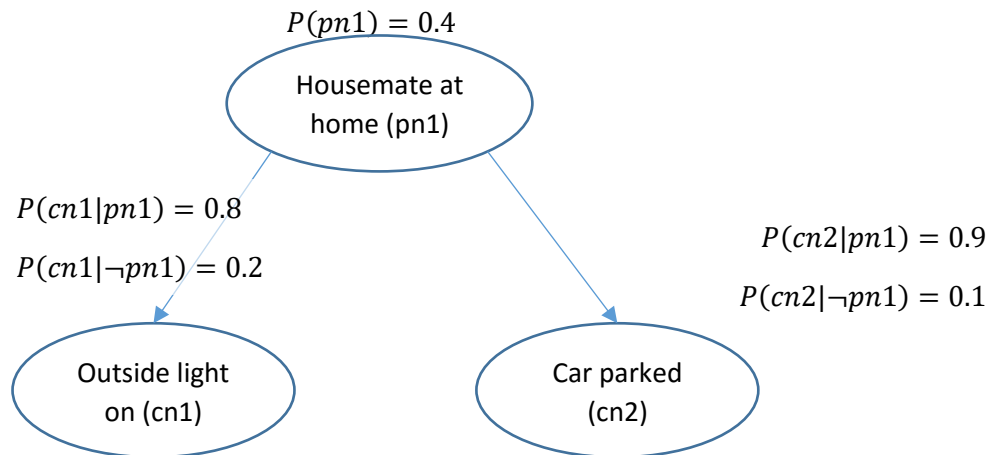 P(pn1) = 0.4
Housemate at
home (pn1)
P(cn1|pn1) = 0.8
P(cn1|¬pn1) = 0.2
P(cn2|pn1) = 0.9
P(cn2|¬pn1) = 0.1
Outside light
on (cn1)
Car parked
(cn2)